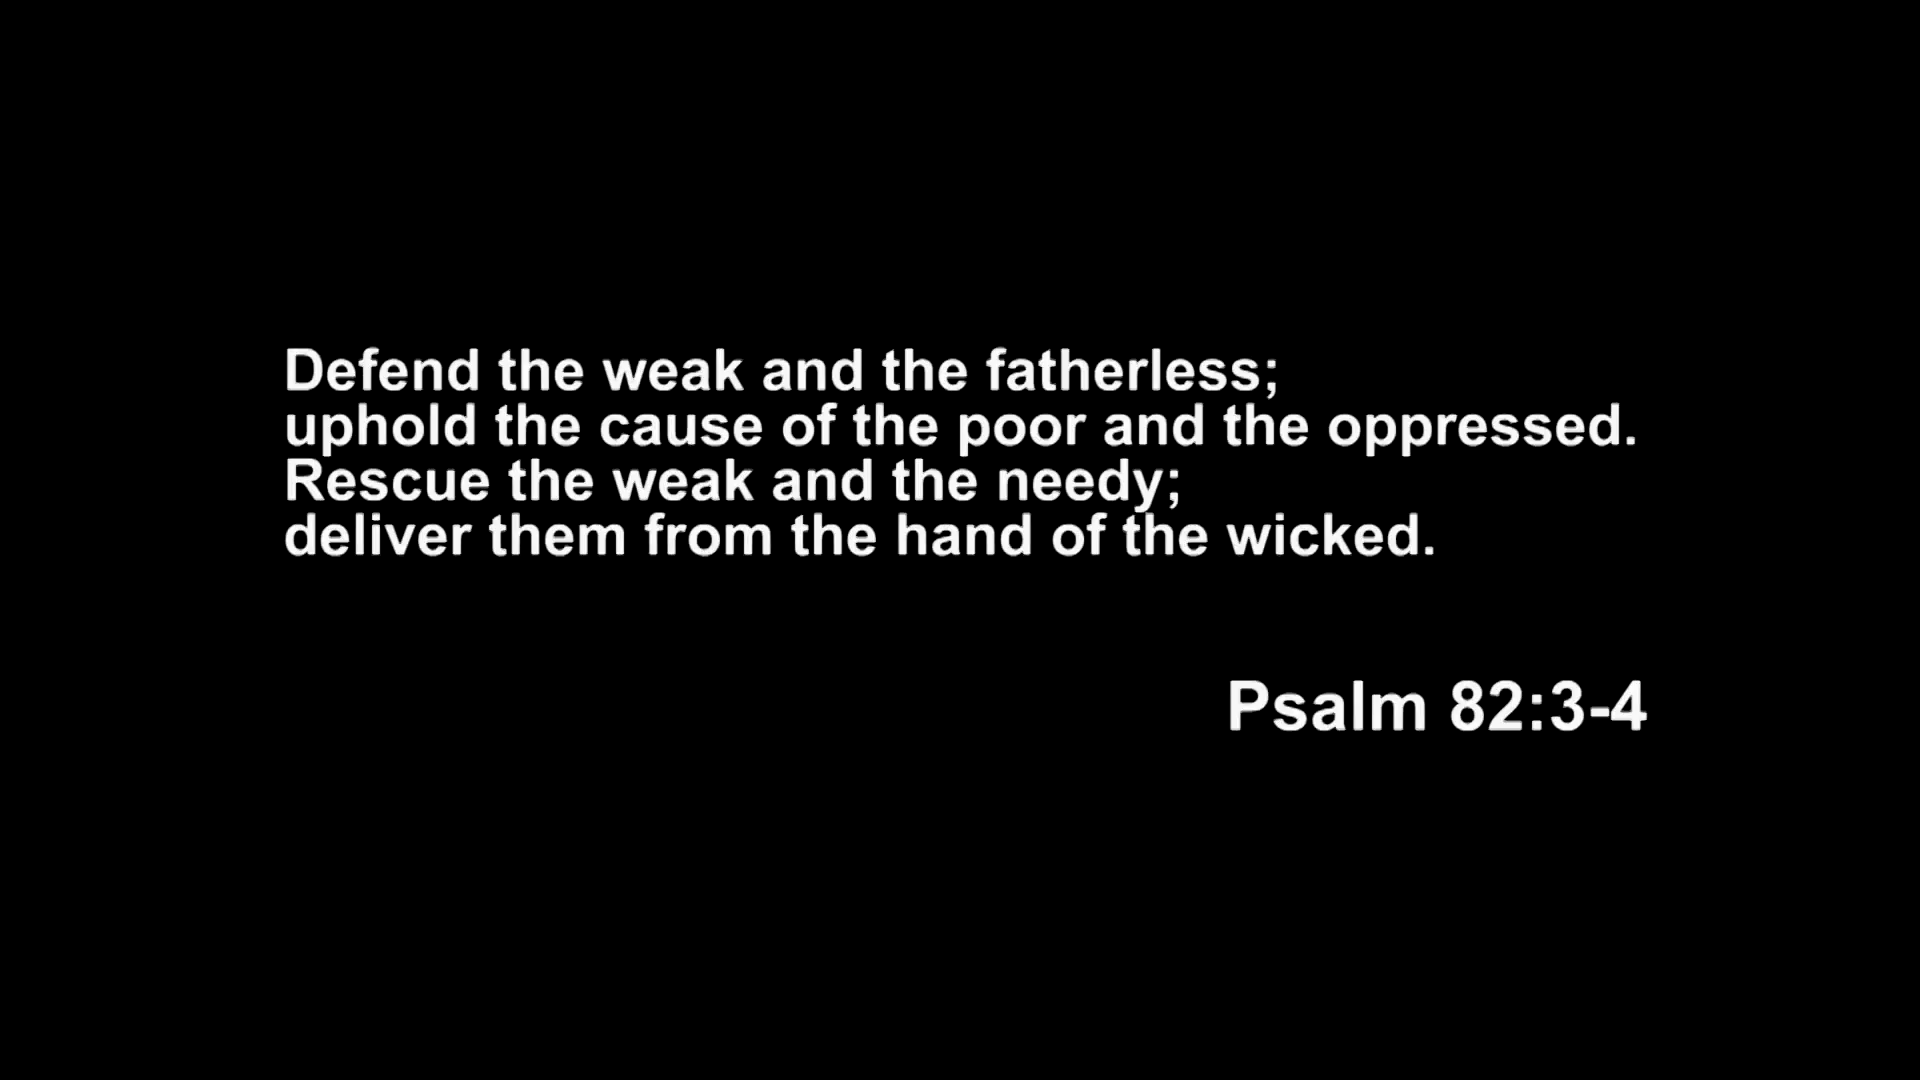 Defend the weak and the fatherless;
uphold the cause of the poor and the oppressed.
Rescue the weak and the needy;
deliver them from the hand of the wicked.
Psalm 82:3-4